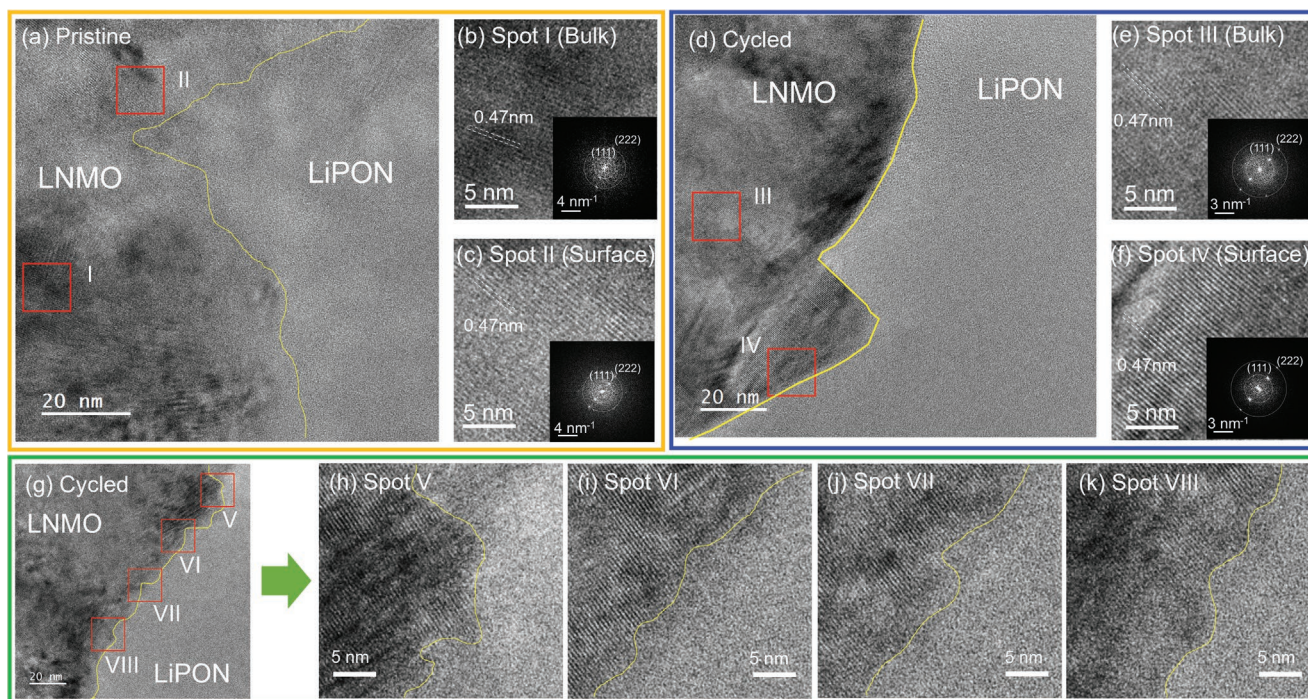 (a) Pristine
II
LNMO
LiPON
I
20 nm
(b) Spot I (Bulk)
0.47nm
(222)
(111)
5 nm
4 nm-1
(c) Spot II (Surface)
0.47nm
(222)
(111)
5 nm
4 nm-1
(d) Cycled
LNMO
LiPON
III
IV
20 nm
(e) Spot III (Bulk)
0.47nm
(222)
(111)
5 nm
3 nm-1
(f) Spot IV (Surface)
0.47nm
(222)
(111)
5 nm
3 nm-1
(g) Cycled
LNMO
V
VI
VII
VIII
LiPON
20 nm
(h) Spot V
5 nm
(i) Spot VI
5 nm
(j) Spot VII
5 nm
(k) Spot VIII
5 nm